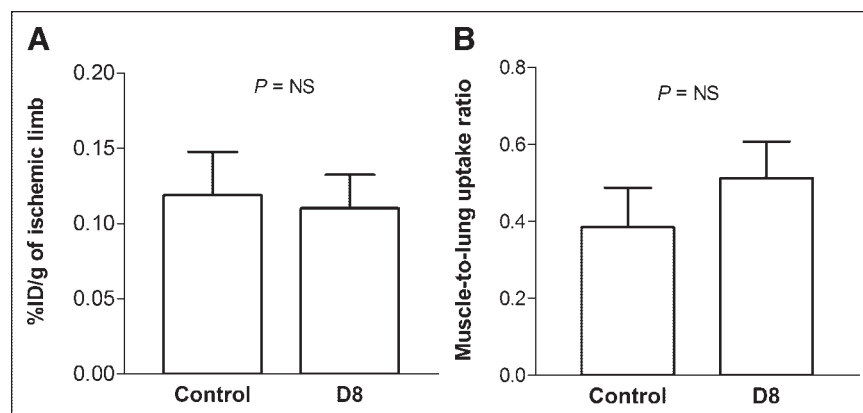 A
%ID/g of ischemic limb
0.20
0.15
0.10
0.05
0.00
P = NS
Control D8
B
Muscle-to-lung uptake ratio
0.8
0.6
0.4
0.2
0.0
P = NS
Control D8